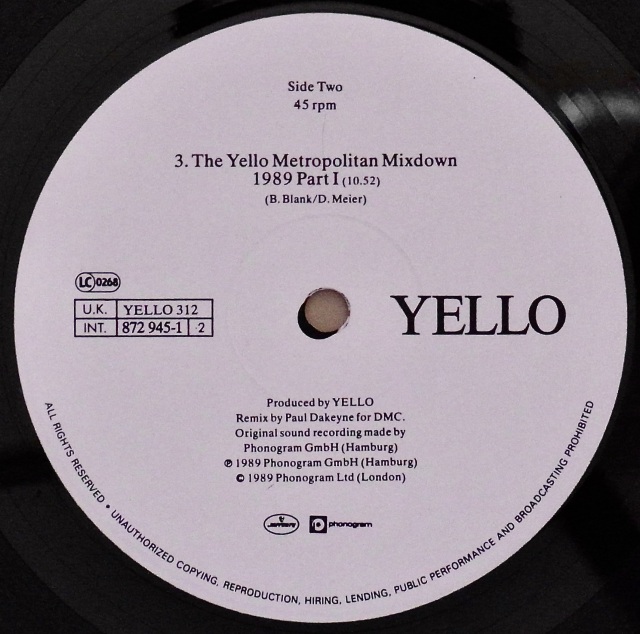 Side Two
45 rpm
3. The Yello Metropolitan Mixdown
1989 Part I (10.52)
(B. Blank/D. Meier)
LC 0268
U.K. YELLO 312
INT. 872 945-1 2
YELLO
Produced by YELLO
Remix by Paul Dakeyne for DMC.
Original sound recording made by
Phonogram GmbH (Hamburg)
℗ 1989 Phonogram GmbH (Hamburg)
© 1989 Phonogram Ltd (London)
mercury phonogram
ALL RIGHTS RESERVED • UNAUTHORIZED COPYING, REPRODUCTION, HIRING, LENDING, PUBLIC PERFORMANCE AND BROADCASTING PROHIBITED